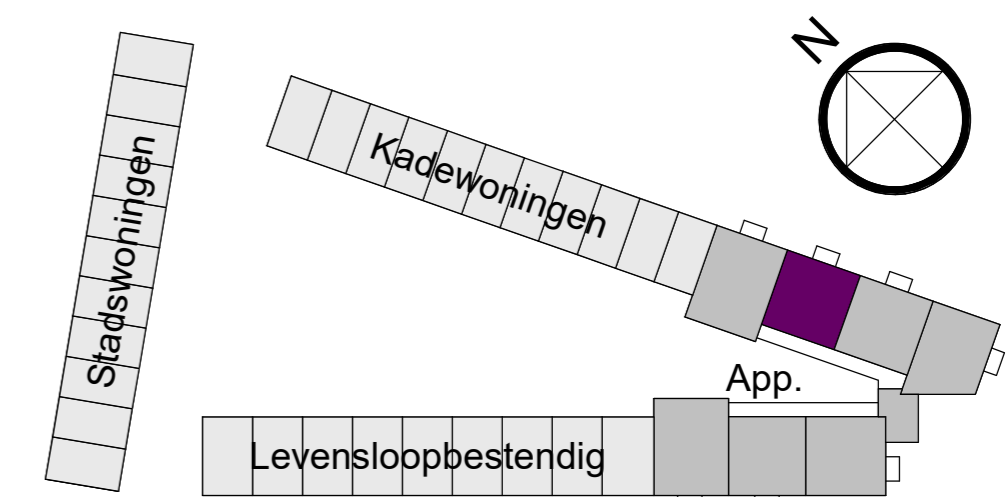 N
Stadswoningen
Kadewoningen
App.
Levensloopbestendig